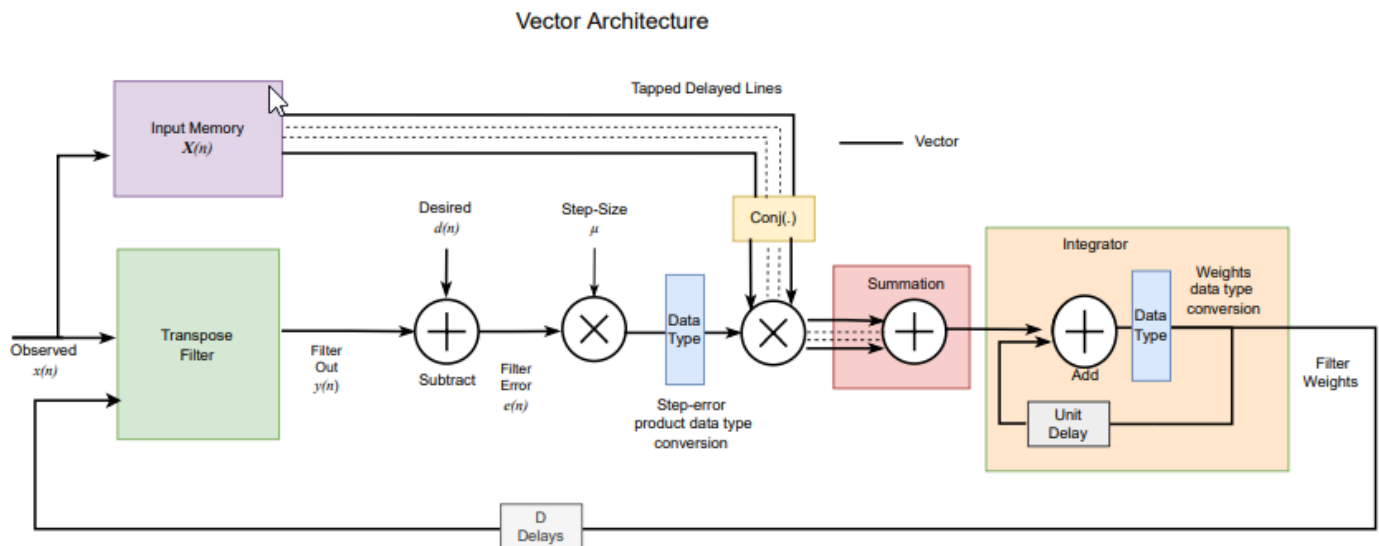 Vector Architecture
Tapped Delayed Lines
Input Memory
X(n)
Vector
Desired
d(n)
Step-Size
μ
Conj(.)
Integrator
Summation
Weights
data type
conversion
Transpose
Filter
Data
Type
Data
Type
Observed
x(n)
Filter
Out
y(n)
Subtract
Filter
Error
e(n)
Add
Filter
Weights
Step-error
product data type
conversion
Unit
Delay
D
Delays